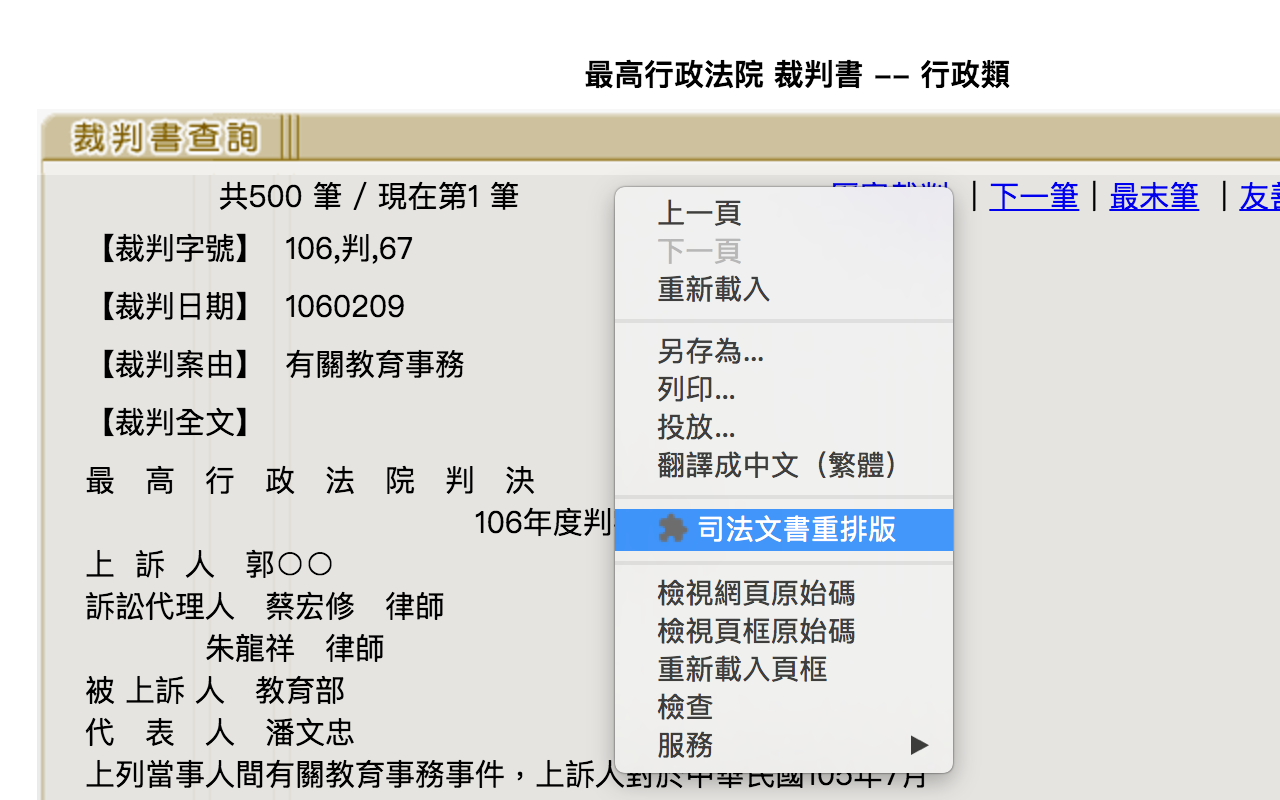 最高行政法院 裁判書 -- 行政類
裁判書查詢
共500 筆 / 現在第1 筆
| 下一筆 | 最末筆 | 友
【裁判字號】 106,判,67
【裁判日期】 1060209
【裁判案由】 有關教育事務
【裁判全文】
最 高 行 政 法 院 判 決
106年度判
上 訴 人 郭○○
訴訟代理人 蔡宏修 律師
朱龍祥 律師
被 上訴 人 教育部
代 表 人 潘文忠
上列當事人間有關教育事務事件，上訴人對於中華民國105年7月
上一頁
下一頁
重新載入
另存為...
列印...
投放...
翻譯成中文（繁體）
司法文書重排版
檢視網頁原始碼
檢視頁框原始碼
重新載入頁框
檢查
服務